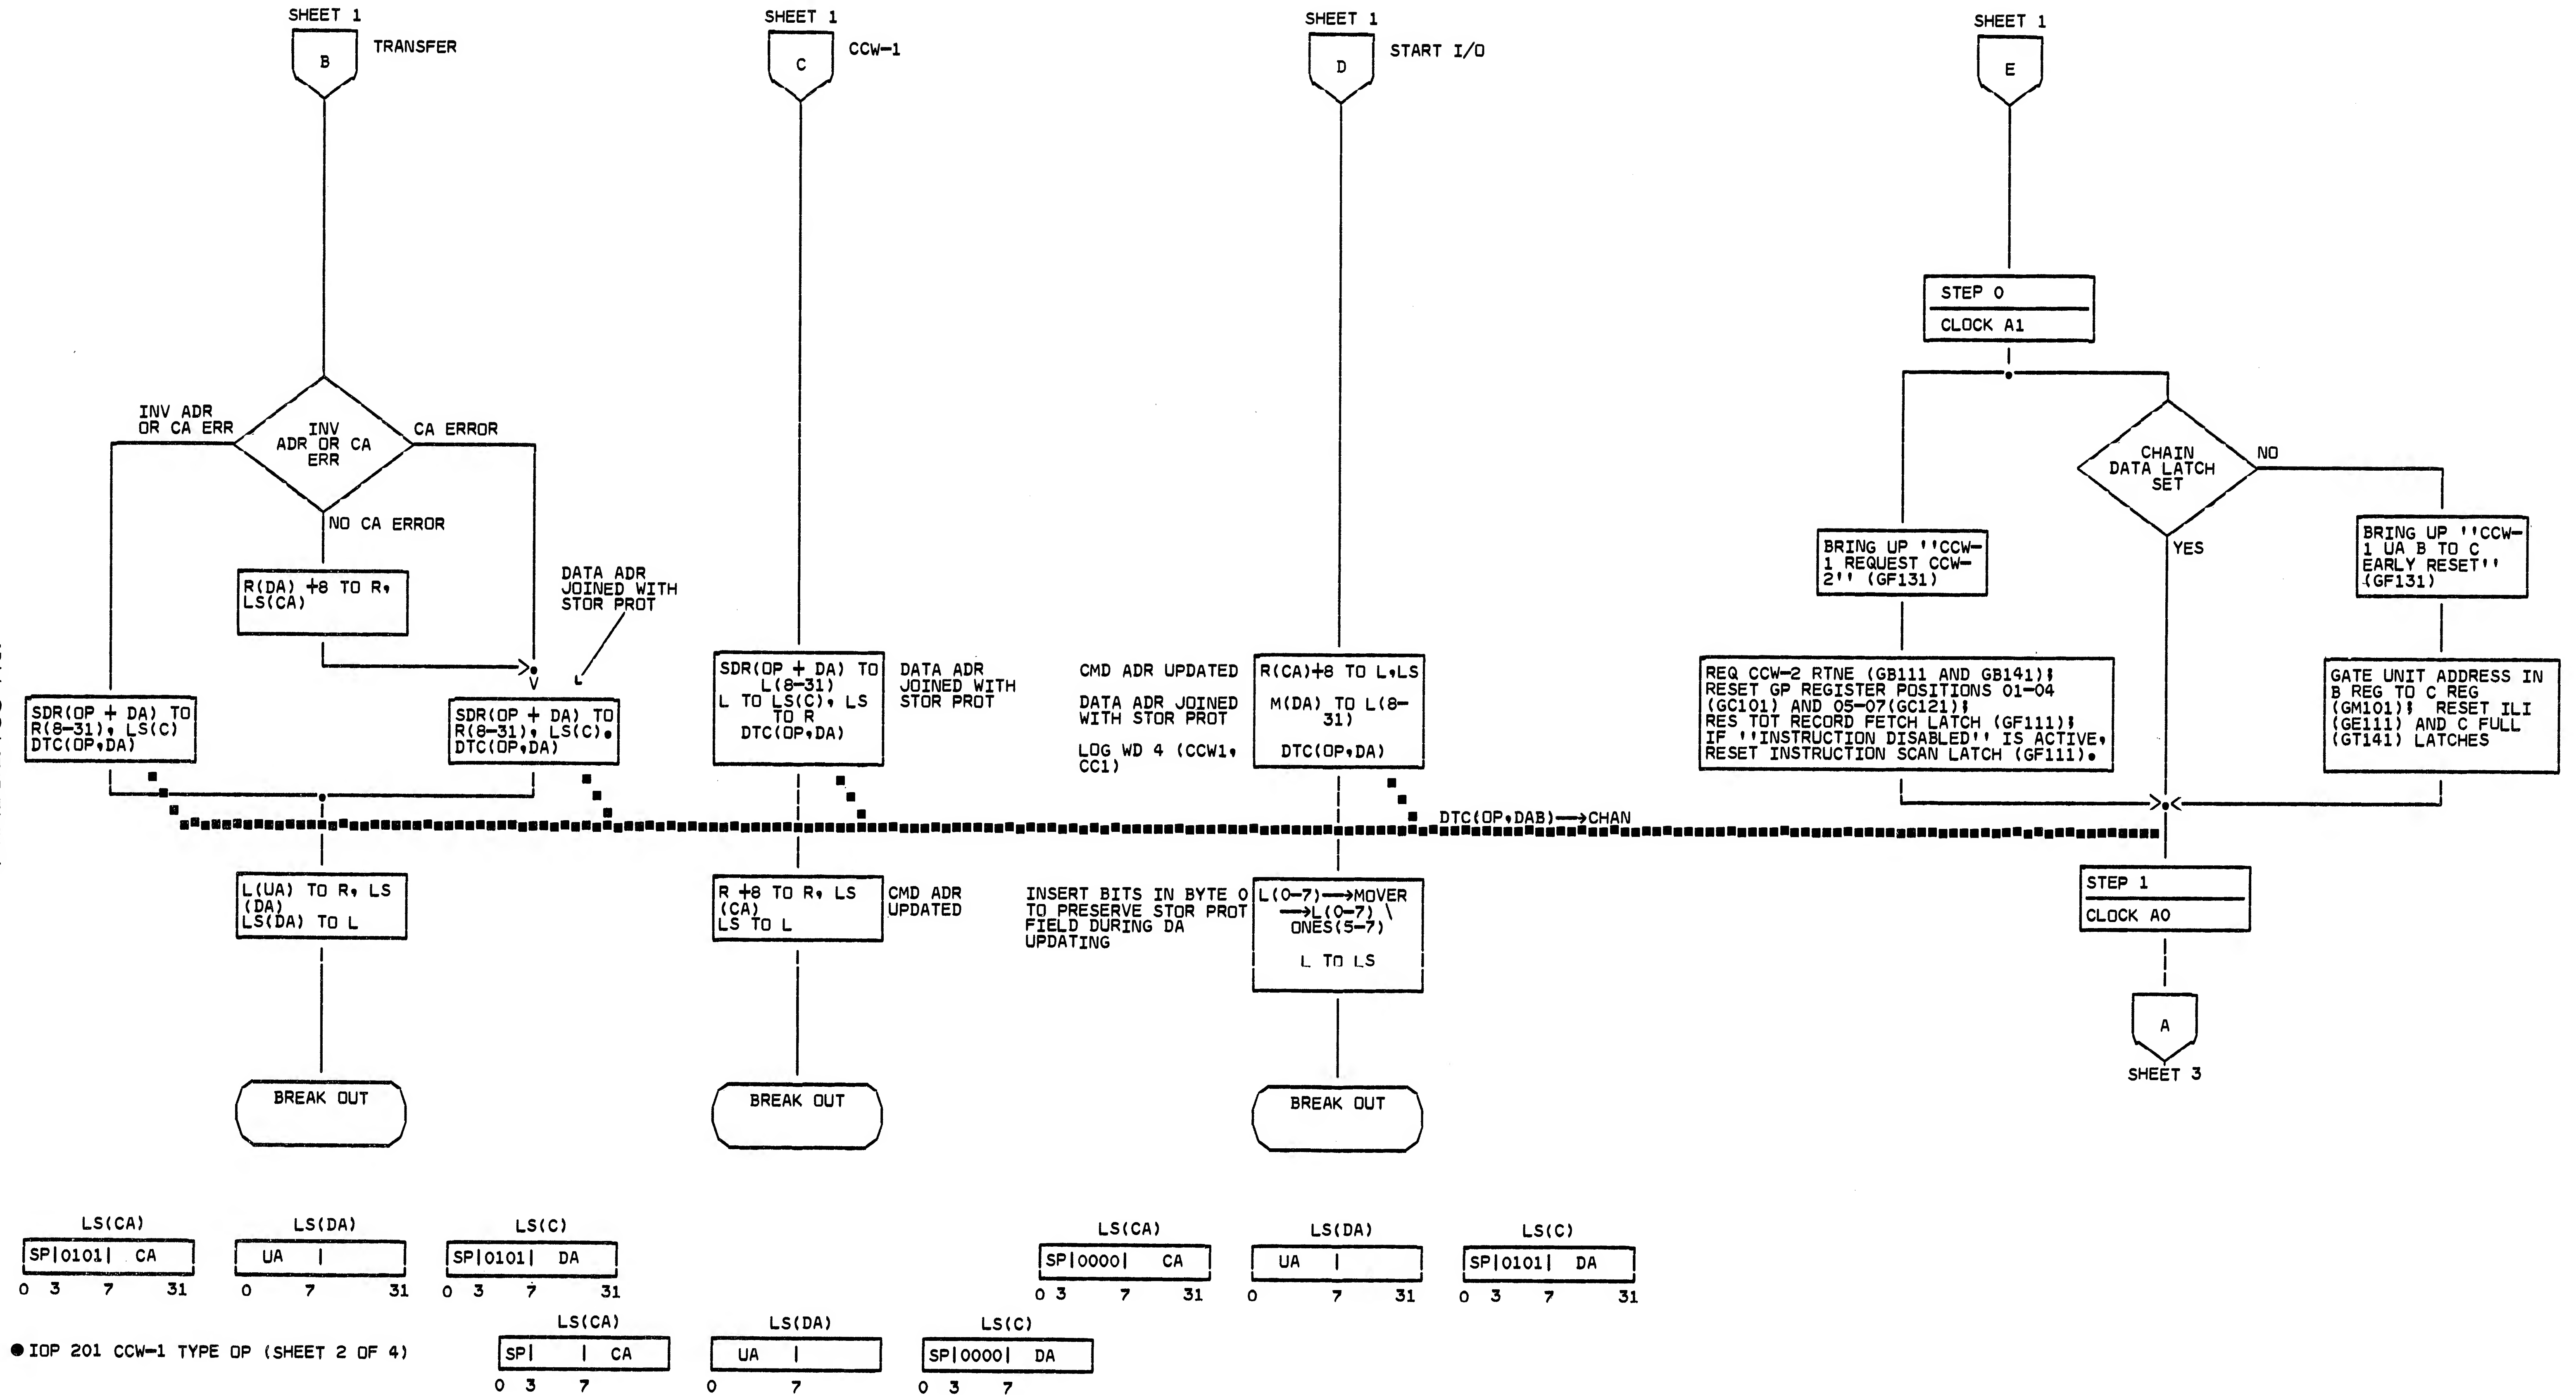 SHEET 1
B
TRANSFER
INV ADR
OR CA ERR
INV
ADR OR CA
ERR
CA ERROR
NO CA ERROR
R(DA) +8 TO R,
LS(CA)
DATA ADR
JOINED WITH
STOR PROT
SDR(OP + DA) TO
R(8-31), LS(C)
DTC(OP,DA)
SDR(OP + DA) TO
R(8-31), LS(C).
DTC(OP,DA)
L(UA) TO R, LS
(DA)
LS(DA) TO L
BREAK OUT
SHEET 1
C
CCW-1
SDR(OP + DA) TO
L(8-31)
L TO LS(C), LS
TO R
DTC(OP,DA)
DATA ADR
JOINED WITH
STOR PROT
R +8 TO R, LS
(CA)
LS TO L
CMD ADR
UPDATED
BREAK OUT
SHEET 1
D
START I/O
CMD ADR UPDATED
DATA ADR JOINED
WITH STOR PROT
LOG WD 4 (CCW1,
CC1)
R(CA)+8 TO L,LS
M(DA) TO L(8-
31)
DTC(OP,DA)
DTC(OP,DAB)→CHAN
INSERT BITS IN BYTE 0
TO PRESERVE STOR PROT
FIELD DURING DA
UPDATING
L(0-7)→MOVER
→L(0-7) \
ONES(5-7)
L TO LS
BREAK OUT
SHEET 1
E
STEP 0
CLOCK A1
CHAIN
DATA LATCH
SET
NO
YES
BRING UP ''CCW-
1 REQUEST CCW-
2'' (GF131)
BRING UP ''CCW-
1 UA B TO C
EARLY RESET''
(GF131)
REQ CCW-2 RTNE (GB111 AND GB141);
RESET GP REGISTER POSITIONS 01-04
(GC101) AND 05-07(GC121);
RES TOT RECORD FETCH LATCH (GF111);
IF ''INSTRUCTION DISABLED'' IS ACTIVE,
RESET INSTRUCTION SCAN LATCH (GF111).
GATE UNIT ADDRESS IN
B REG TO C REG
(GM101); RESET ILI
(GE111) AND C FULL
(GT141) LATCHES
STEP 1
CLOCK A0
A
SHEET 3
LS(CA)
SP|0101| CA
0 3 7 31
LS(DA)
UA |
0 7 31
LS(C)
SP|0101| DA
0 3 7 31
LS(CA)
SP|0000| CA
0 3 7 31
LS(DA)
UA |
0 7 31
LS(C)
SP|0101| DA
0 3 7 31
LS(CA)
SP| | CA
0 3 7
LS(DA)
UA |
0 7
LS(C)
SP|0000| DA
0 3 7
● IOP 201 CCW-1 TYPE OP (SHEET 2 OF 4)